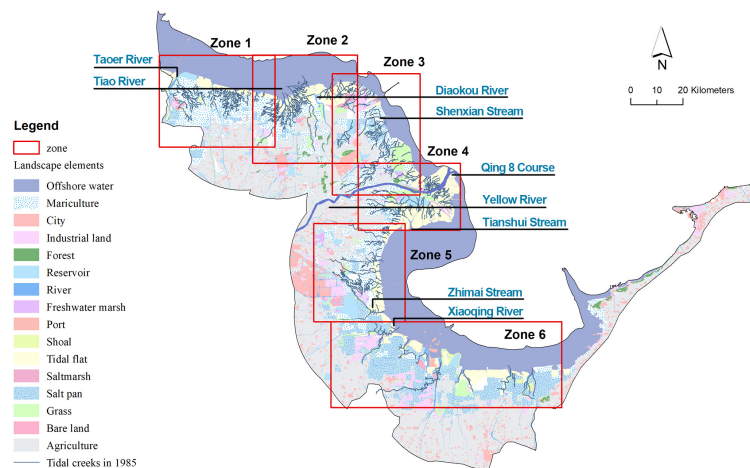 Zone 1
Zone 2
Zone 3
Taoer River
Tiao River
Diaokou River
Shenxian Stream
N
0 10 20 Kilometers
Zone 4
Qing 8 Course
Yellow River
Tianshui Stream
Zone 5
Zhimai Stream
Xiaoqing River
Zone 6
Legend
zone
Landscape elements
Offshore water
Mariculture
City
Industrial land
Forest
Reservoir
River
Freshwater marsh
Port
Shoal
Tidal flat
Saltmarsh
Salt pan
Grass
Bare land
Agriculture
Tidal creeks in 1985